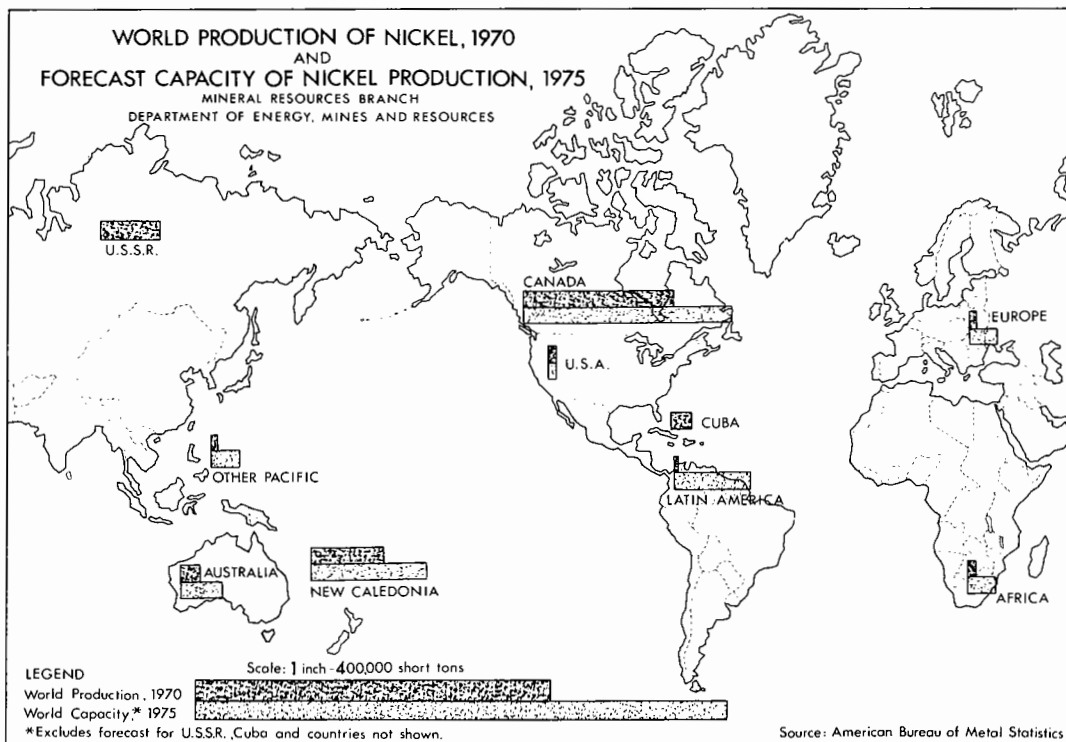 WORLD PRODUCTION OF NICKEL, 1970
AND
FORECAST CAPACITY OF NICKEL PRODUCTION, 1975
MINERAL RESOURCES BRANCH
DEPARTMENT OF ENERGY, MINES AND RESOURCES
U.S.S.R.
CANADA
EUROPE
U.S.A.
CUBA
OTHER PACIFIC
LATIN AMERICA
AUSTRALIA
NEW CALEDONIA
AFRICA
LEGEND
Scale: 1 inch - 400,000 short tons
World Production, 1970
World Capacity,* 1975
*Excludes forecast for U.S.S.R., Cuba and countries not shown.
Source: American Bureau of Metal Statistics